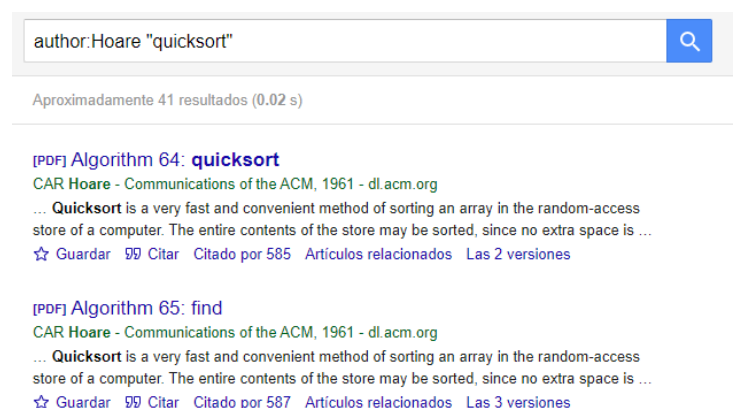 author:Hoare "quicksort"
Aproximadamente 41 resultados (0.02 s)
[PDF] Algorithm 64: quicksort
CAR Hoare - Communications of the ACM, 1961 - dl.acm.org
... Quicksort is a very fast and convenient method of sorting an array in the random-access
store of a computer. The entire contents of the store may be sorted, since no extra space is ...
Guardar Citar Citado por 585 Artículos relacionados Las 2 versiones
[PDF] Algorithm 65: find
CAR Hoare - Communications of the ACM, 1961 - dl.acm.org
... Quicksort is a very fast and convenient method of sorting an array in the random-access
store of a computer. The entire contents of the store may be sorted, since no extra space is ...
Guardar Citar Citado por 587 Artículos relacionados Las 3 versiones